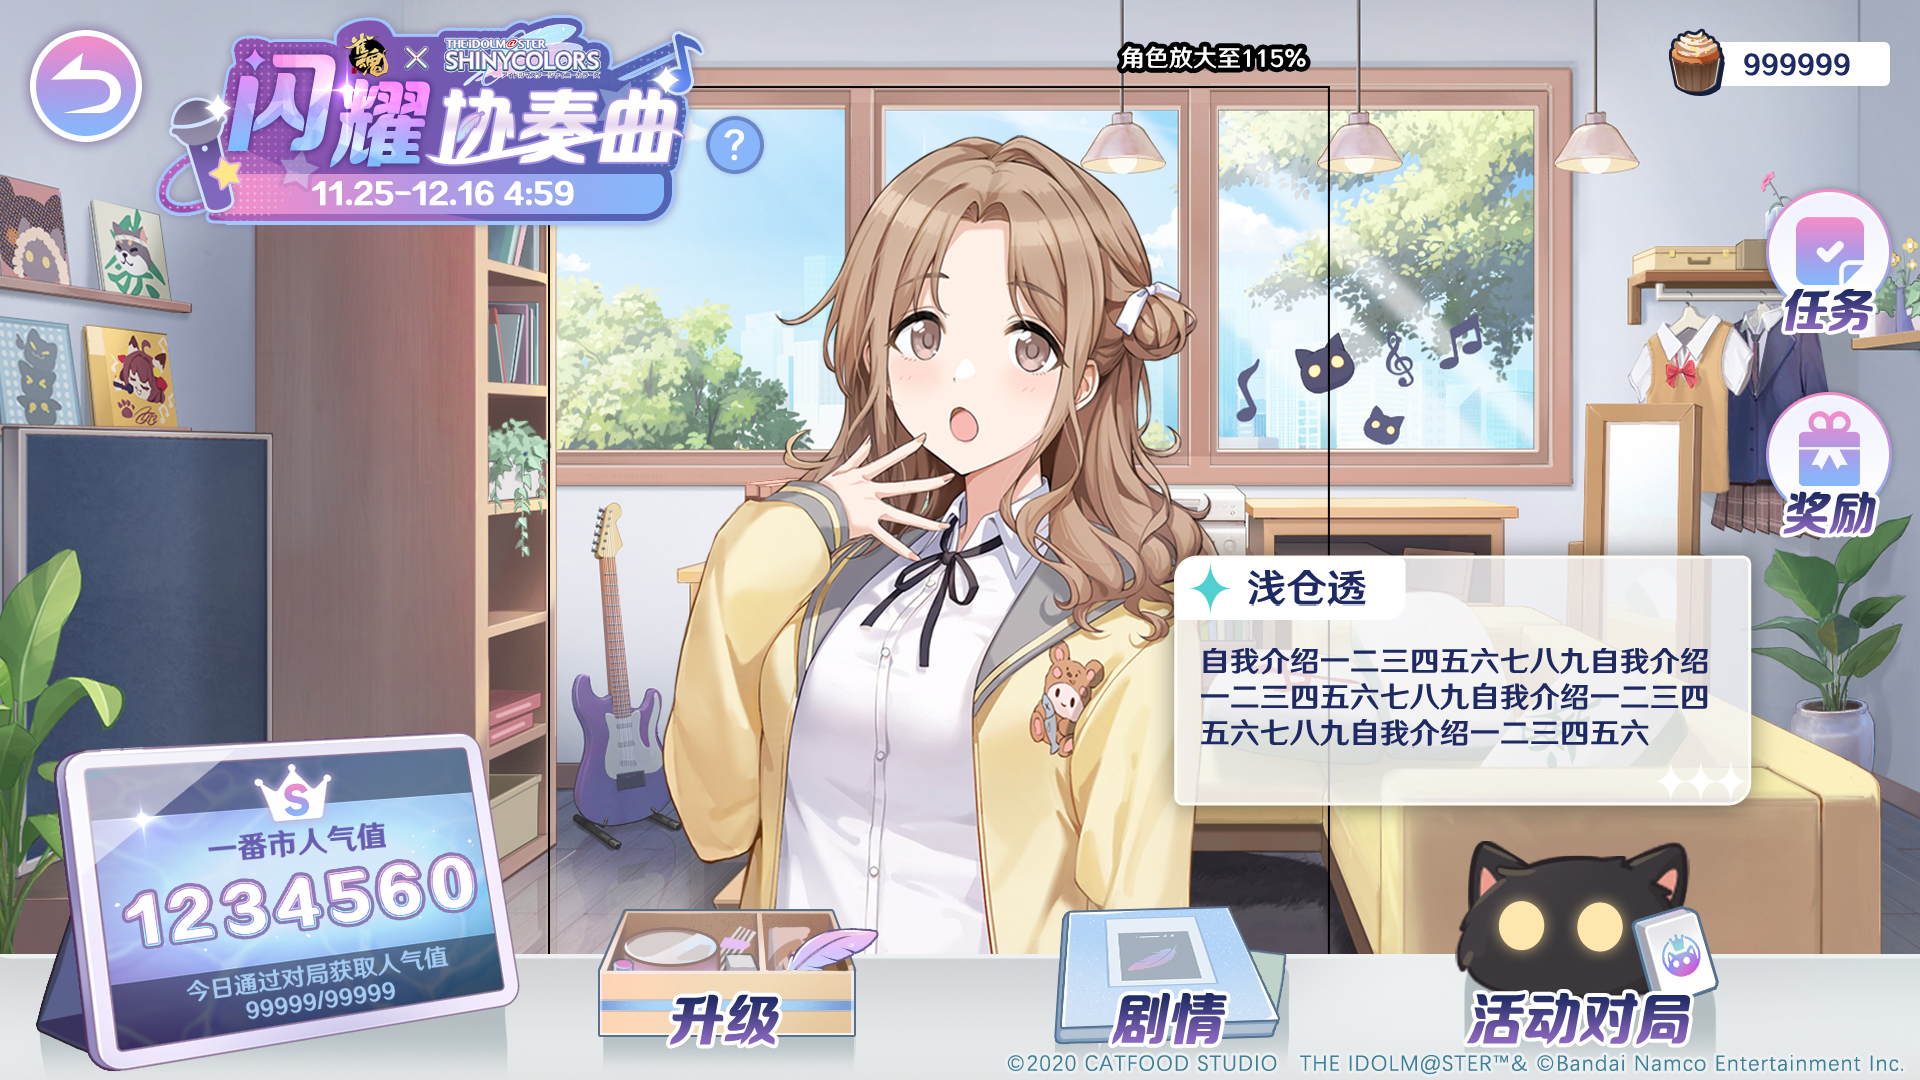 雀魂 × THE iDOLM@STER SHINYCOLORS
闪耀协奏曲
11.25-12.16 4:59
?
角色放大至115%
999999
任务
奖励
浅仓透
自我介绍一二三四五六七八九自我介绍
一二三四五六七八九自我介绍一二三四
五六七八九自我介绍一二三四五六
S
一番市人气值
1234560
今日通过对局获取人气值
99999/99999
升级
剧情
活动对局
©2020 CATFOOD STUDIO THE IDOLM@STER™& ©Bandai Namco Entertainment Inc.